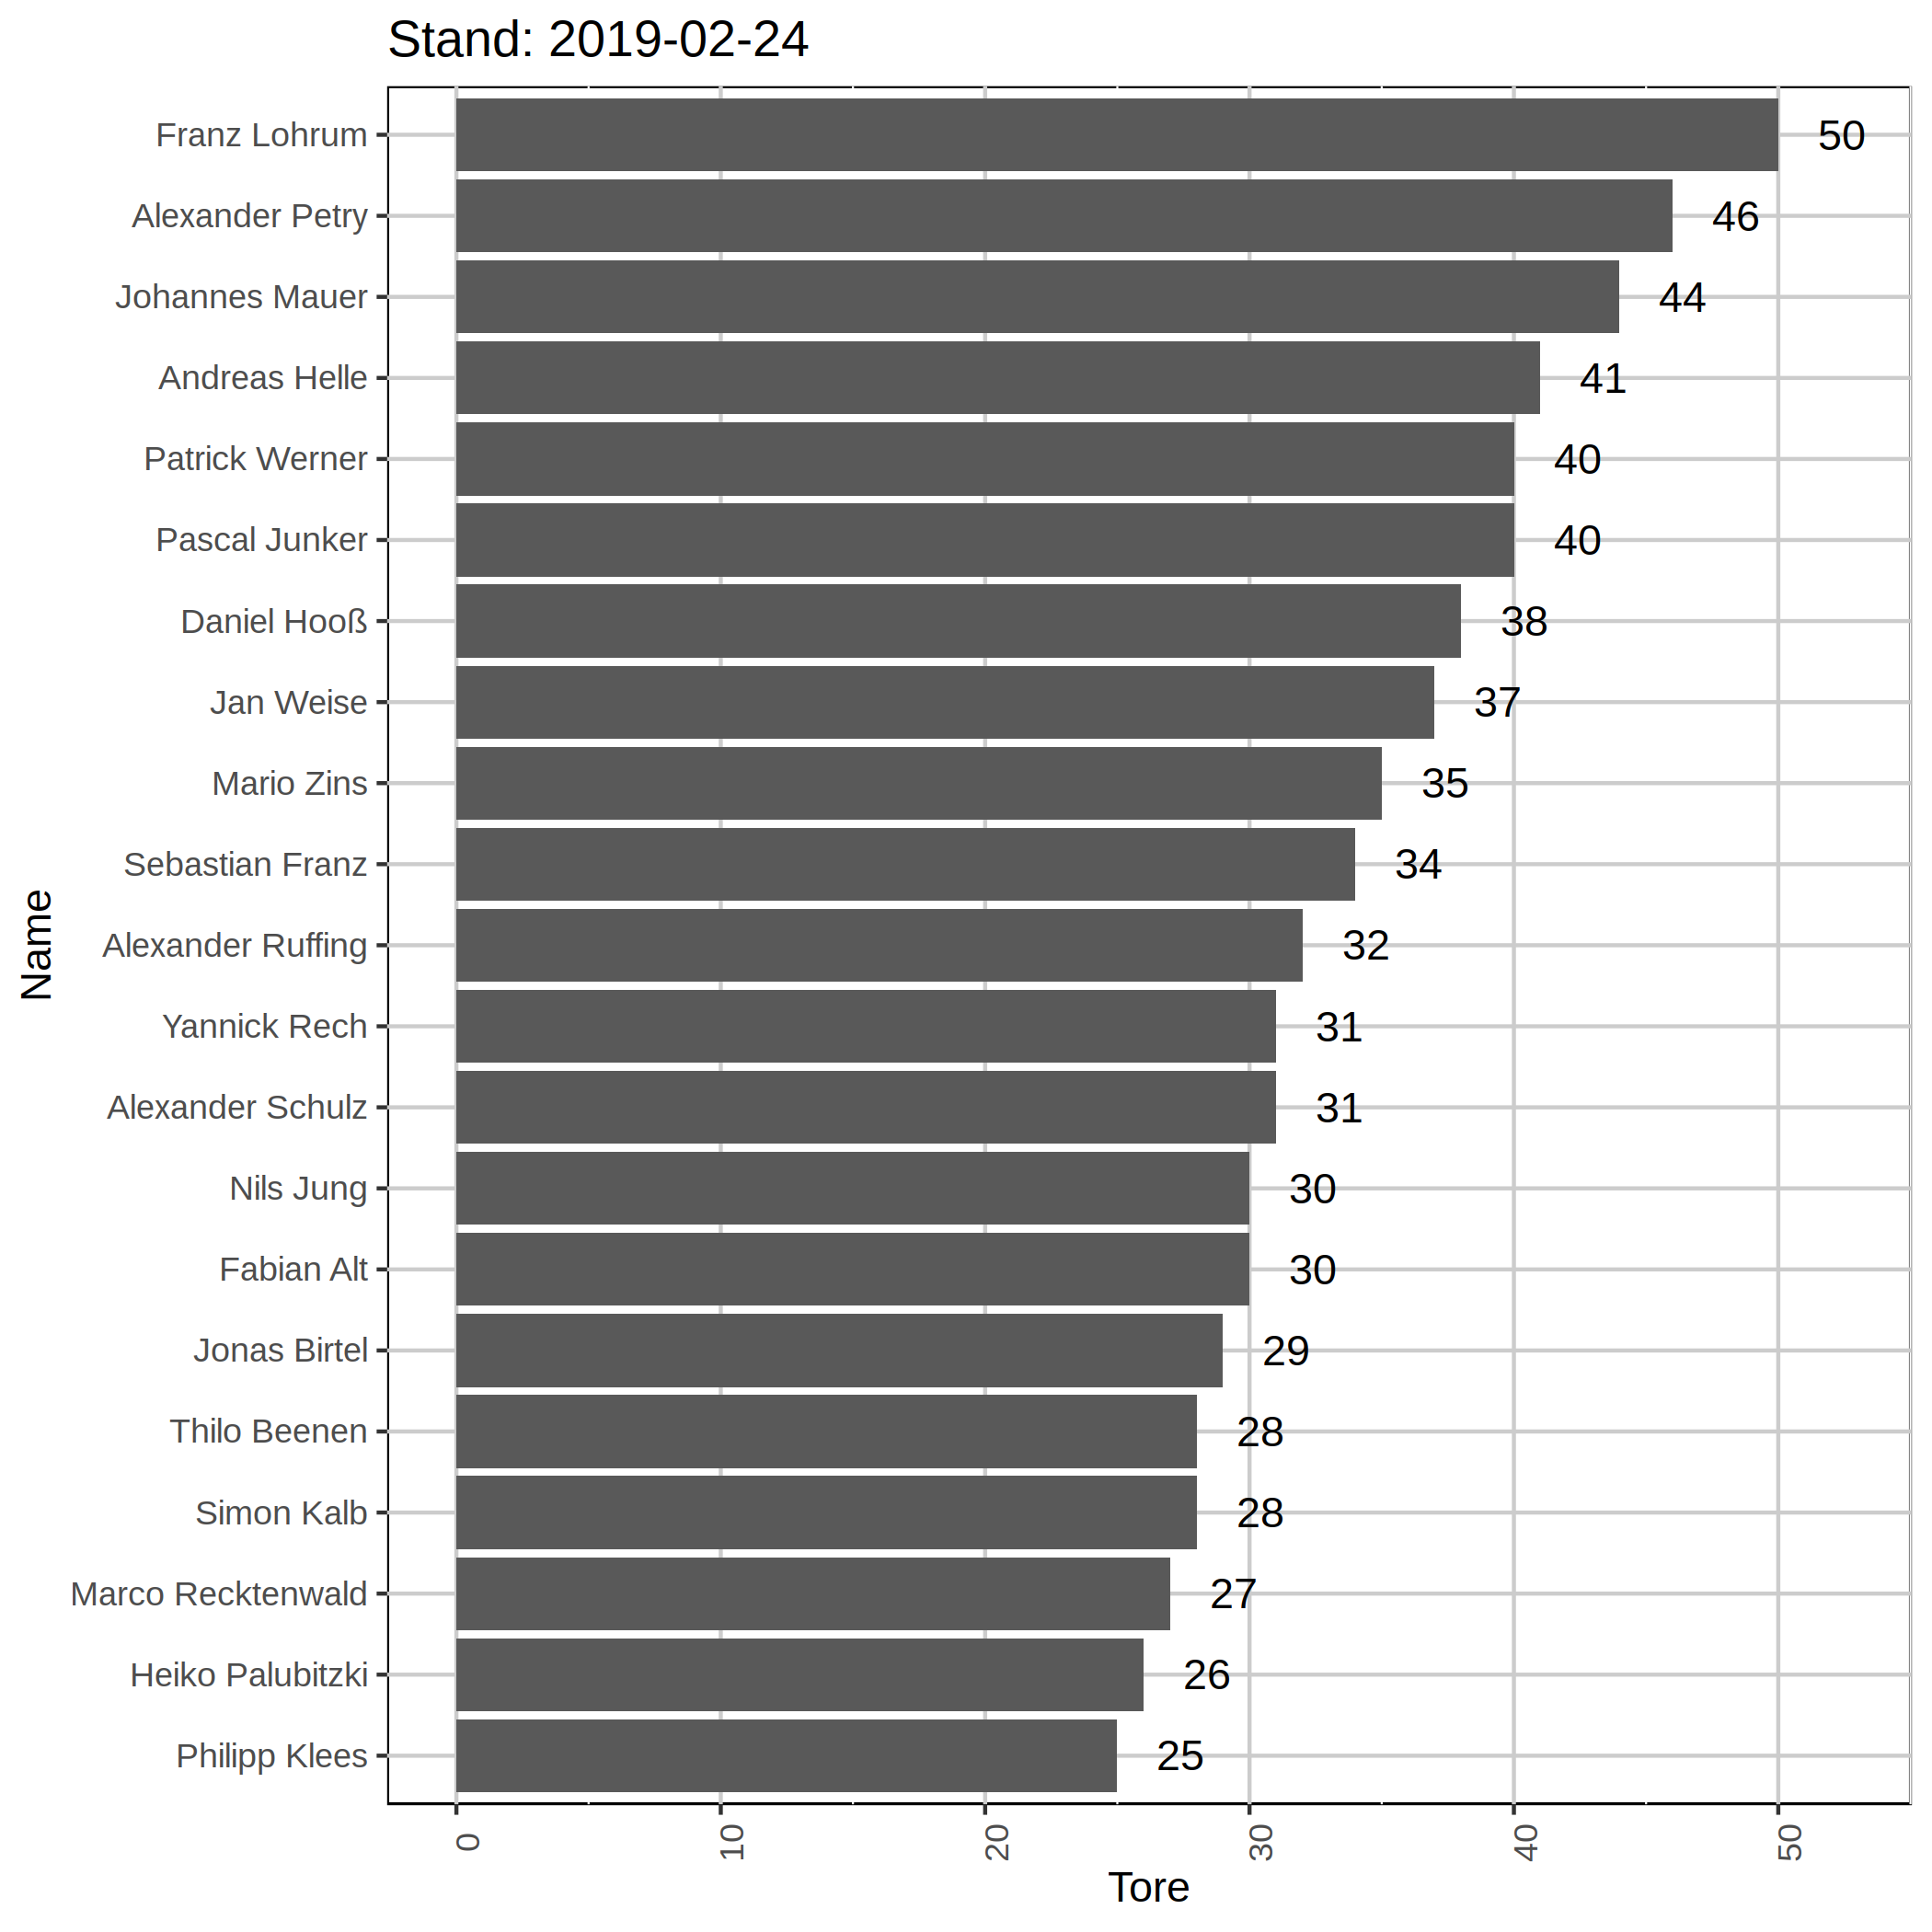 Stand: 2019-02-24
Franz Lohrum 50
Alexander Petry 46
Johannes Mauer 44
Andreas Helle 41
Patrick Werner 40
Pascal Junker 40
Daniel Hooß 38
Jan Weise 37
Mario Zins 35
Sebastian Franz 34
Alexander Ruffing 32
Yannick Rech 31
Alexander Schulz 31
Nils Jung 30
Fabian Alt 30
Jonas Birtel 29
Thilo Beenen 28
Simon Kalb 28
Marco Recktenwald 27
Heiko Palubitzki 26
Philipp Klees 25
Name
0 10 20 30 40 50
Tore